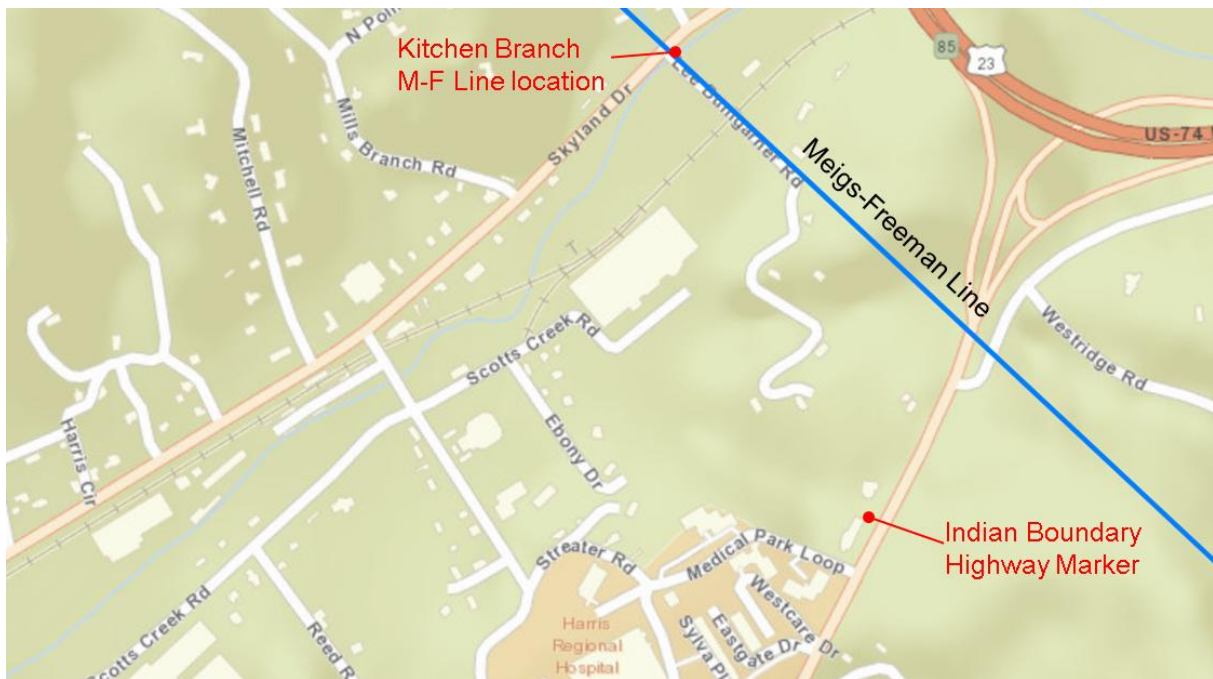 N Poin
Kitchen Branch
M-F Line location
85
23
US-74
Mitchell Rd
Mills Branch Rd
Skyland Dr
Lee Bumgarner Rd
Meigs-Freeman Line
Scotts Creek Rd
Westridge Rd
Harris Cir
Ebony Dr
Indian Boundary
Highway Marker
Streater Rd
Medical Park Loop
Scotts Creek Rd
Reed R
Harris
Regional
Hospital
Sylva Pl
Eastgate Dr
Westcare Dr